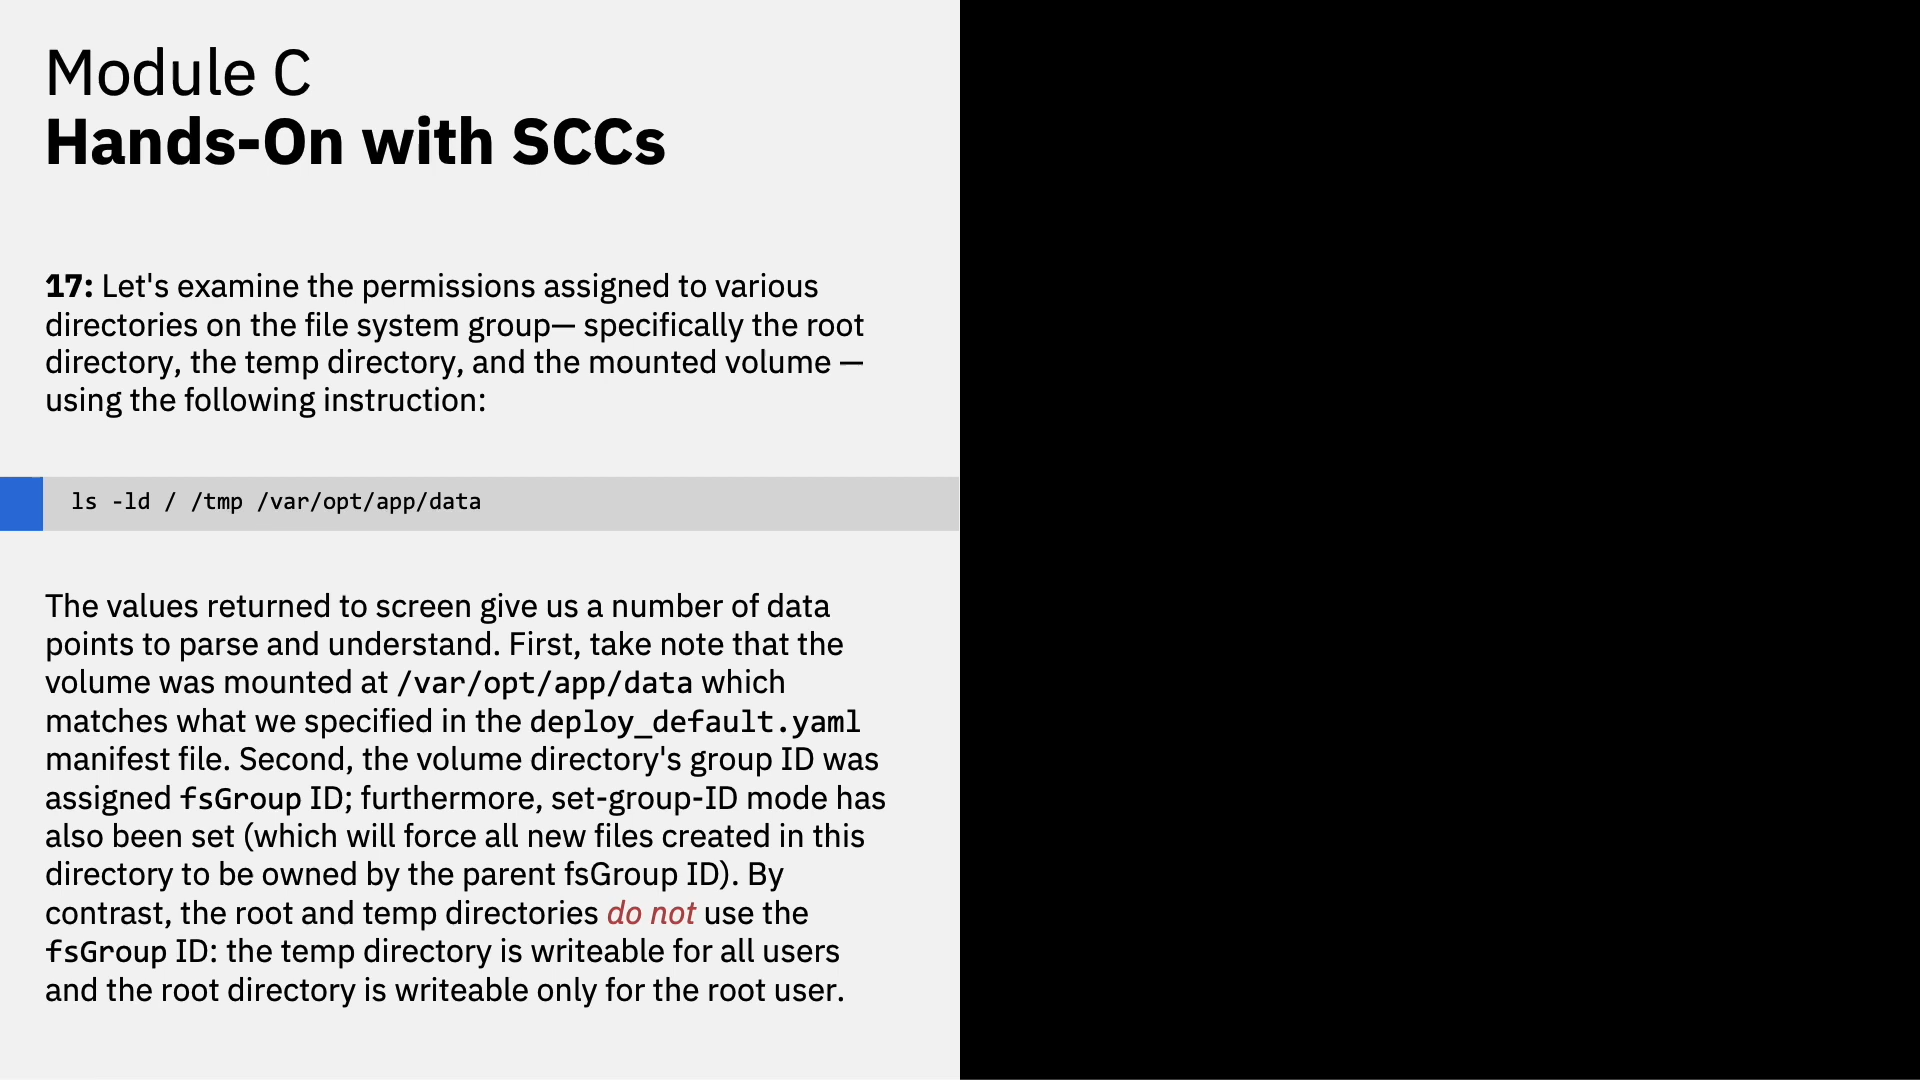 Module C
Hands-On with SCCs
17: Let's examine the permissions assigned to various
directories on the file system group— specifically the root
directory, the temp directory, and the mounted volume —
using the following instruction:
ls -ld / /tmp /var/opt/app/data
The values returned to screen give us a number of data
points to parse and understand. First, take note that the
volume was mounted at /var/opt/app/data which
matches what we specified in the deploy_default.yaml
manifest file. Second, the volume directory's group ID was
assigned fsGroup ID; furthermore, set-group-ID mode has
also been set (which will force all new files created in this
directory to be owned by the parent fsGroup ID). By
contrast, the root and temp directories do not use the
fsGroup ID: the temp directory is writeable for all users
and the root directory is writeable only for the root user.